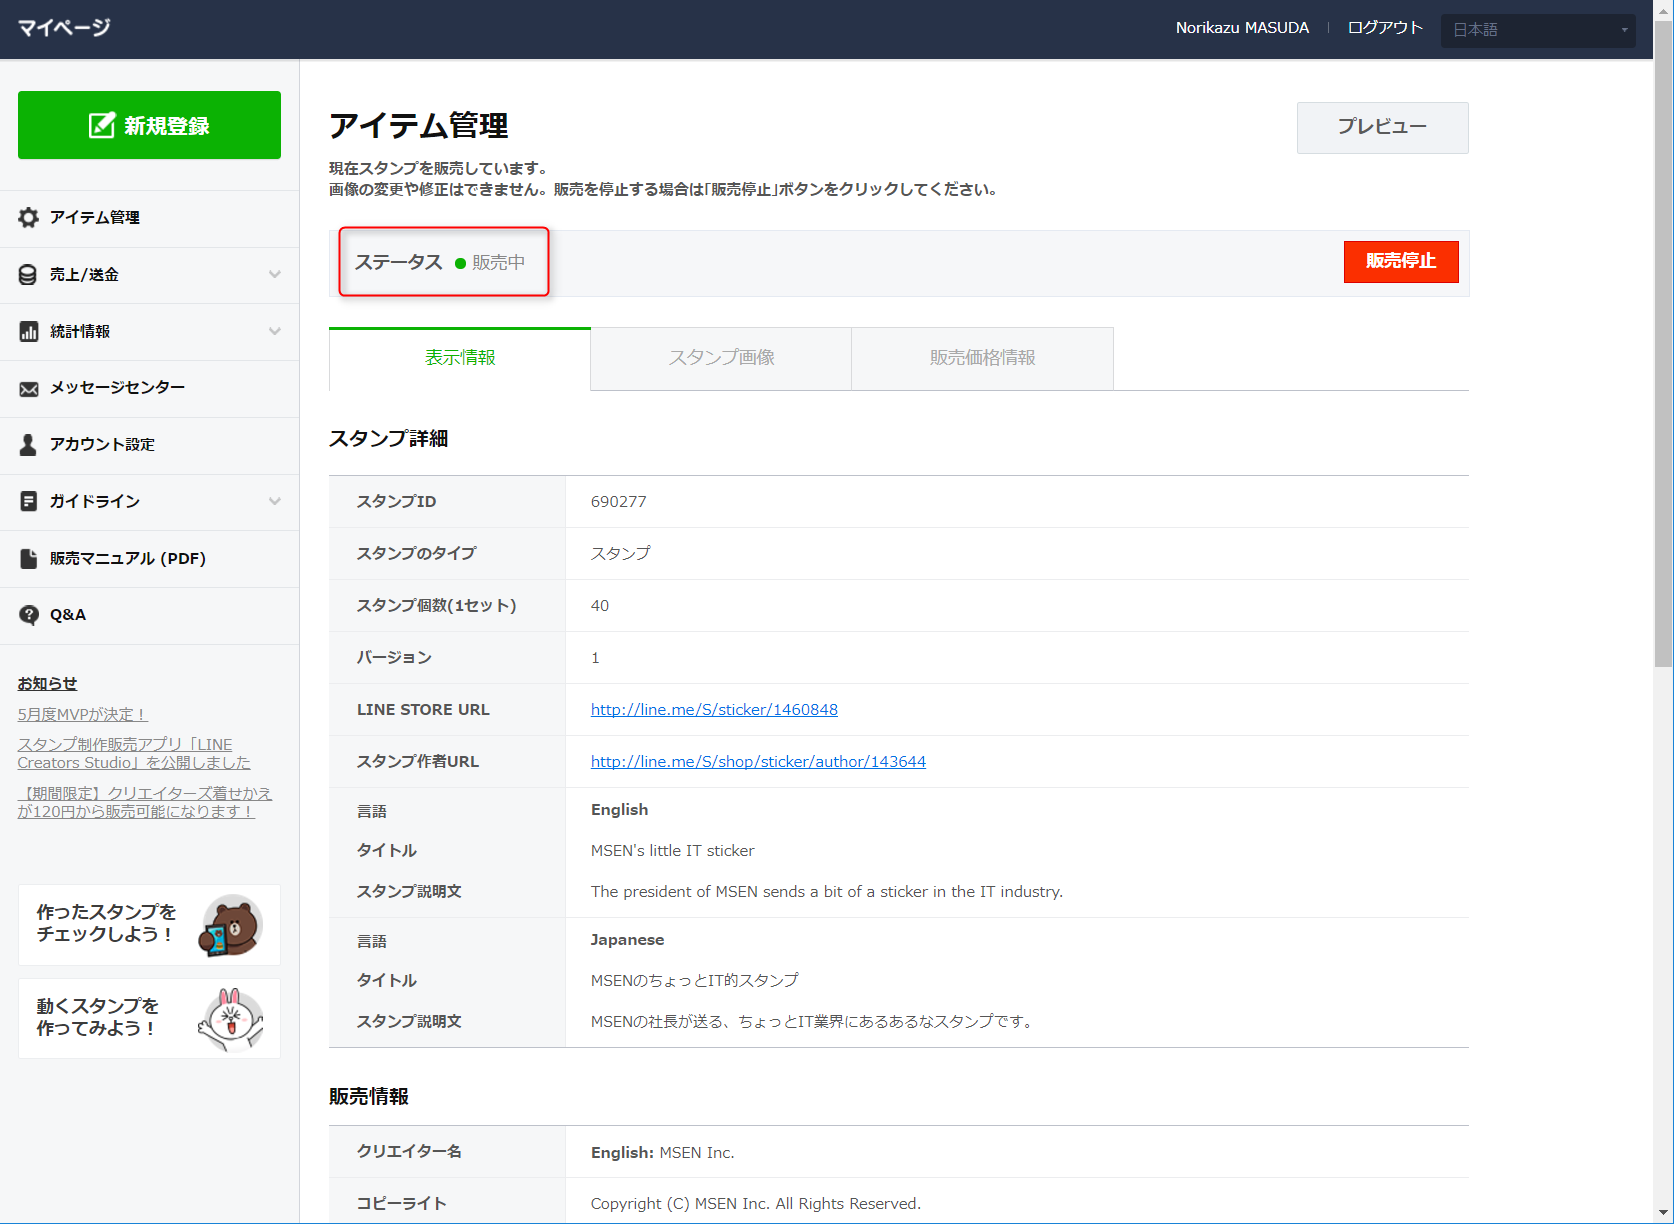 マイページ
Norikazu MASUDA
ログアウト
日本語
新規登録
アイテム管理
売上/送金
統計情報
メッセージセンター
アカウント設定
ガイドライン
販売マニュアル (PDF)
Q&A
お知らせ
5月度MVPが決定！
スタンプ制作販売アプリ「LINE
Creators Studio」を公開しました
【期間限定】クリエイターズ着せかえ
が120円から販売可能になります！
作ったスタンプを
チェックしよう！
動くスタンプを
作ってみよう！
アイテム管理
プレビュー
現在スタンプを販売しています。
画像の変更や修正はできません。販売を停止する場合は「販売停止」ボタンをクリックしてください。
ステータス 販売中
販売停止
表示情報
スタンプ画像
販売価格情報
スタンプ詳細
スタンプID 690277
スタンプのタイプ スタンプ
スタンプ個数(1セット) 40
バージョン 1
LINE STORE URL http://line.me/S/sticker/1460848
スタンプ作者URL http://line.me/S/shop/sticker/author/143644
言語 English
タイトル MSEN's little IT sticker
スタンプ説明文 The president of MSEN sends a bit of a sticker in the IT industry.
言語 Japanese
タイトル MSENのちょっとIT的スタンプ
スタンプ説明文 MSENの社長が送る、ちょっとIT業界にあるあるなスタンプです。
販売情報
クリエイター名 English: MSEN Inc.
コピーライト Copyright (C) MSEN Inc. All Rights Reserved.